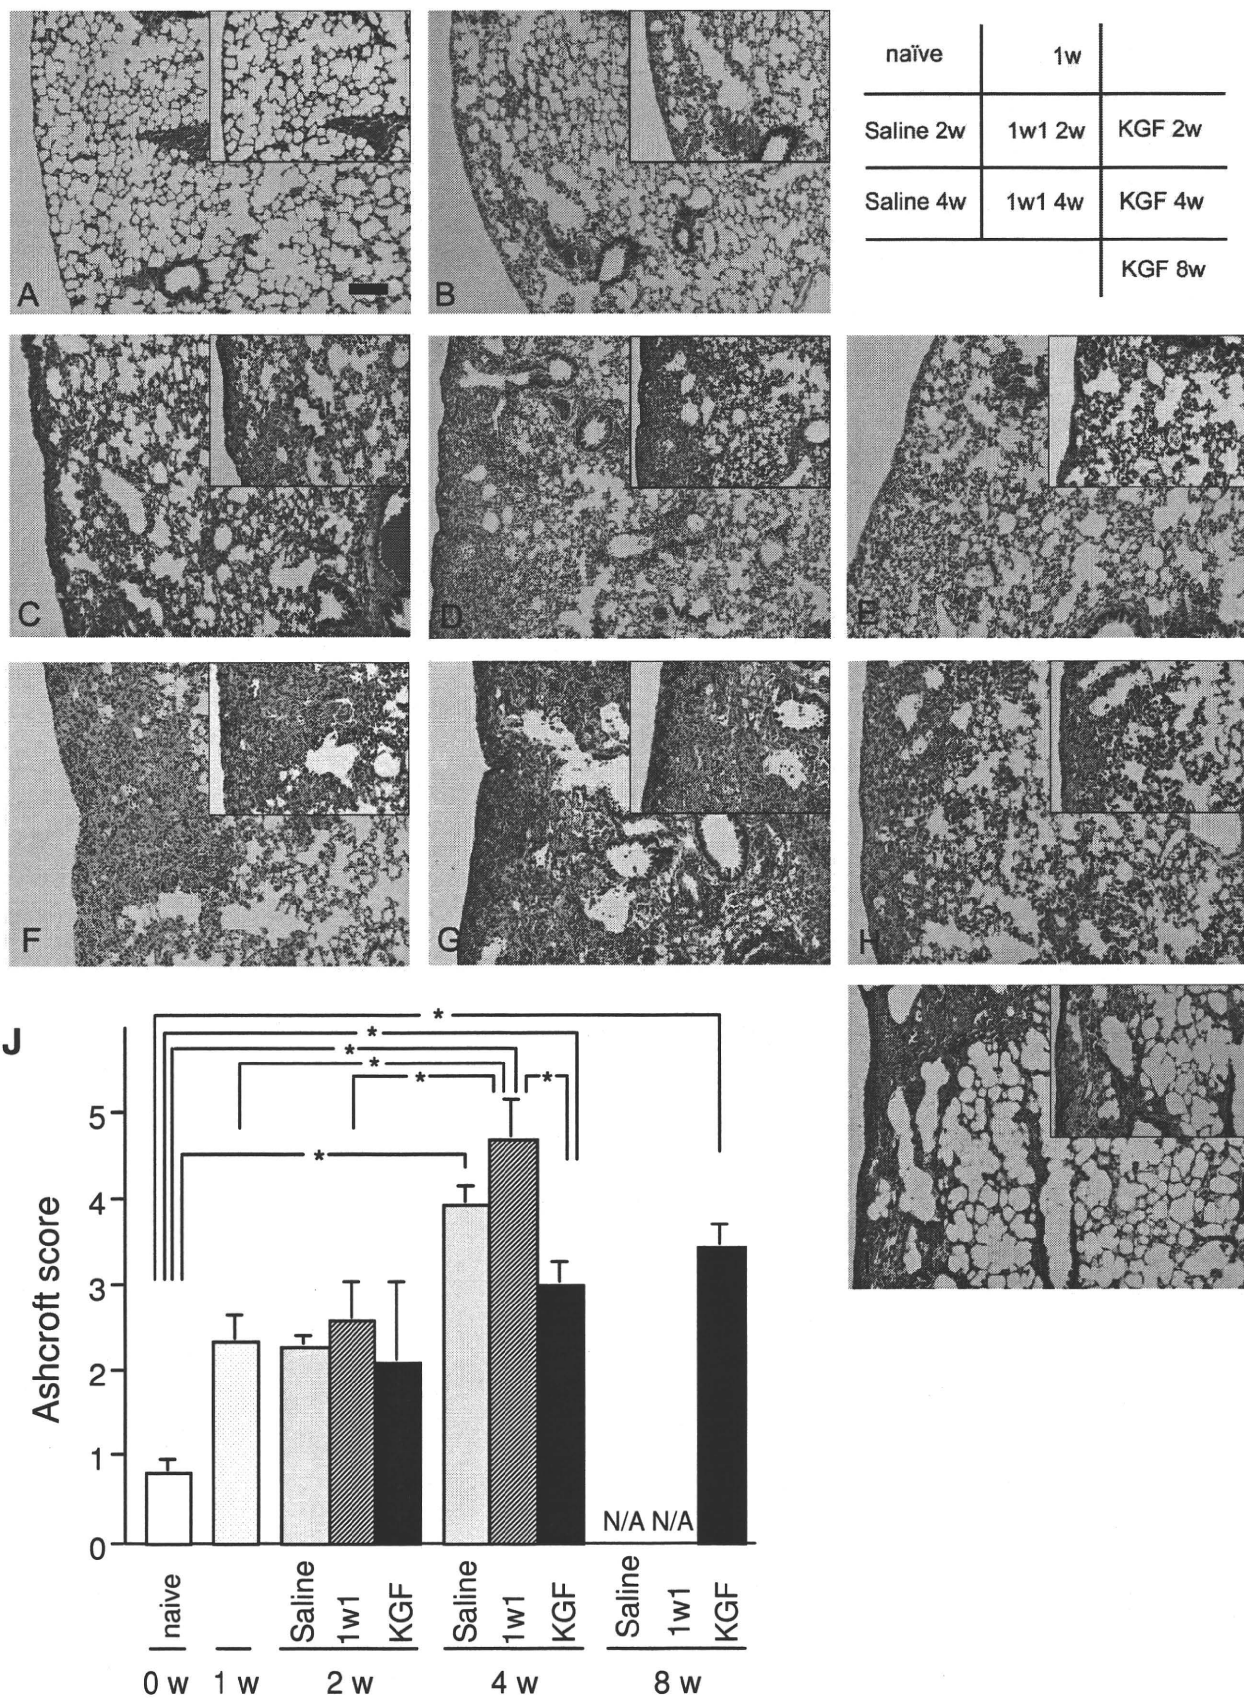 naïve 1w
Saline 2w 1w1 2w KGF 2w
Saline 4w 1w1 4w KGF 4w
KGF 8w
A
B
C
D
E
F
G
H
J
*
*
*
*
* *
*
Ashcroft score
5
4
3
2
1
0
N/A N/A
naive Saline 1w1 KGF Saline 1w1 KGF Saline 1w1 KGF
0 w 1 w 2 w 4 w 8 w